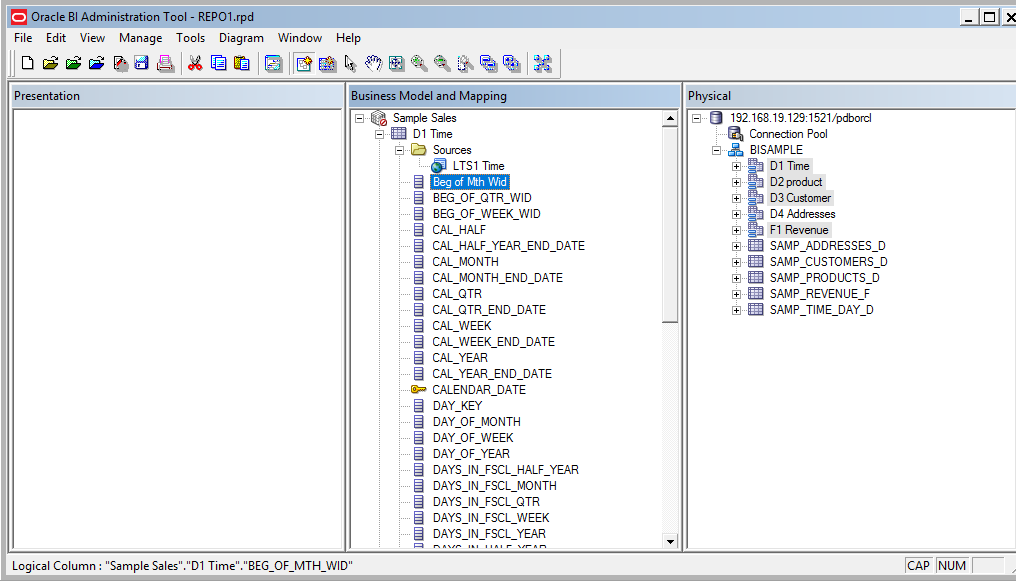 Oracle BI Administration Tool - REPO1.rpd
File Edit View Manage Tools Diagram Window Help
Presentation
Business Model and Mapping
Sample Sales
D1 Time
Sources
LTS1 Time
Beg of Mth Wid
BEG_OF_QTR_WID
BEG_OF_WEEK_WID
CAL_HALF
CAL_HALF_YEAR_END_DATE
CAL_MONTH
CAL_MONTH_END_DATE
CAL_QTR
CAL_QTR_END_DATE
CAL_WEEK
CAL_WEEK_END_DATE
CAL_YEAR
CAL_YEAR_END_DATE
CALENDAR_DATE
DAY_KEY
DAY_OF_MONTH
DAY_OF_WEEK
DAY_OF_YEAR
DAYS_IN_FSCL_HALF_YEAR
DAYS_IN_FSCL_MONTH
DAYS_IN_FSCL_QTR
DAYS_IN_FSCL_WEEK
DAYS_IN_FSCL_YEAR
Physical
192.168.19.129:1521/pdborcl
Connection Pool
BISAMPLE
D1 Time
D2 product
D3 Customer
D4 Addresses
F1 Revenue
SAMP_ADDRESSES_D
SAMP_CUSTOMERS_D
SAMP_PRODUCTS_D
SAMP_REVENUE_F
SAMP_TIME_DAY_D
Logical Column : "Sample Sales"."D1 Time"."BEG_OF_MTH_WID"
CAP NUM